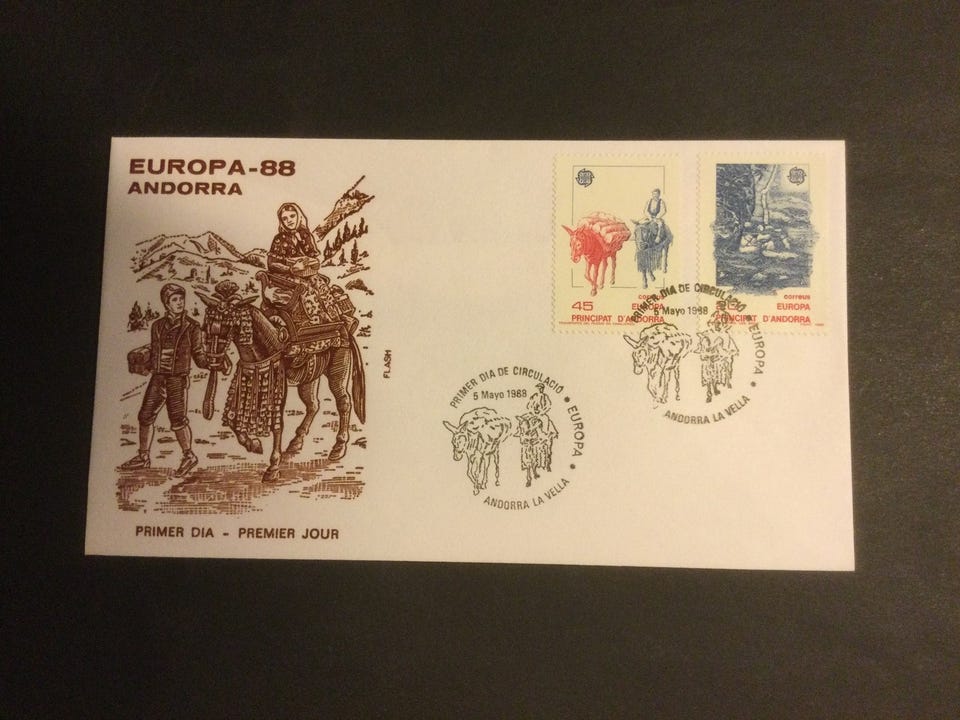 EUROPA-88
ANDORRA
FLASH
PRIMER DIA - PREMIER JOUR
correus
45 EUROPA
PRINCIPAT D'ANDORRA
correus
EUROPA
PRINCIPAT D'ANDORRA
PRIMER DIA DE CIRCULACIÓ
5 Mayo 1988
EUROPA
ANDORRA LA VELLA
PRIMER DIA DE CIRCULACIÓ
5 Mayo 1988
EUROPA
ANDORRA LA VELLA